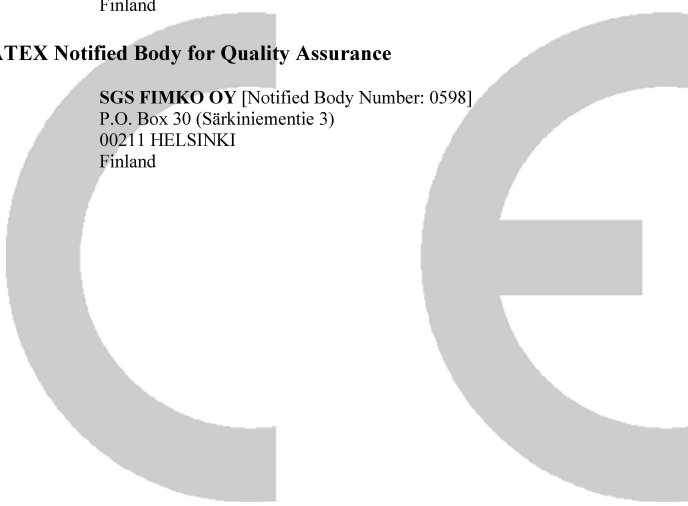 Finland
ATEX Notified Body for Quality Assurance
SGS FIMKO OY [Notified Body Number: 0598]
P.O. Box 30 (Särkiniementie 3)
00211 HELSINKI
Finland
CE